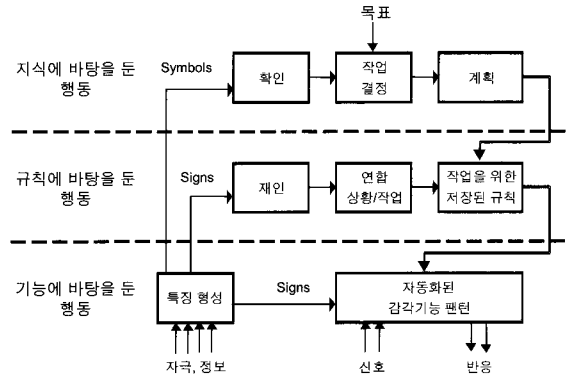 목표
지식에 바탕을 둔
행동
Symbols
확인
작업
결정
계획
규칙에 바탕을 둔
행동
Signs
재인
연합
상황/작업
작업을 위한
저장된 규칙
기능에 바탕을 둔
행동
특징 형성
Signs
자동화된
감각기능 패턴
자극, 정보
신호
반응